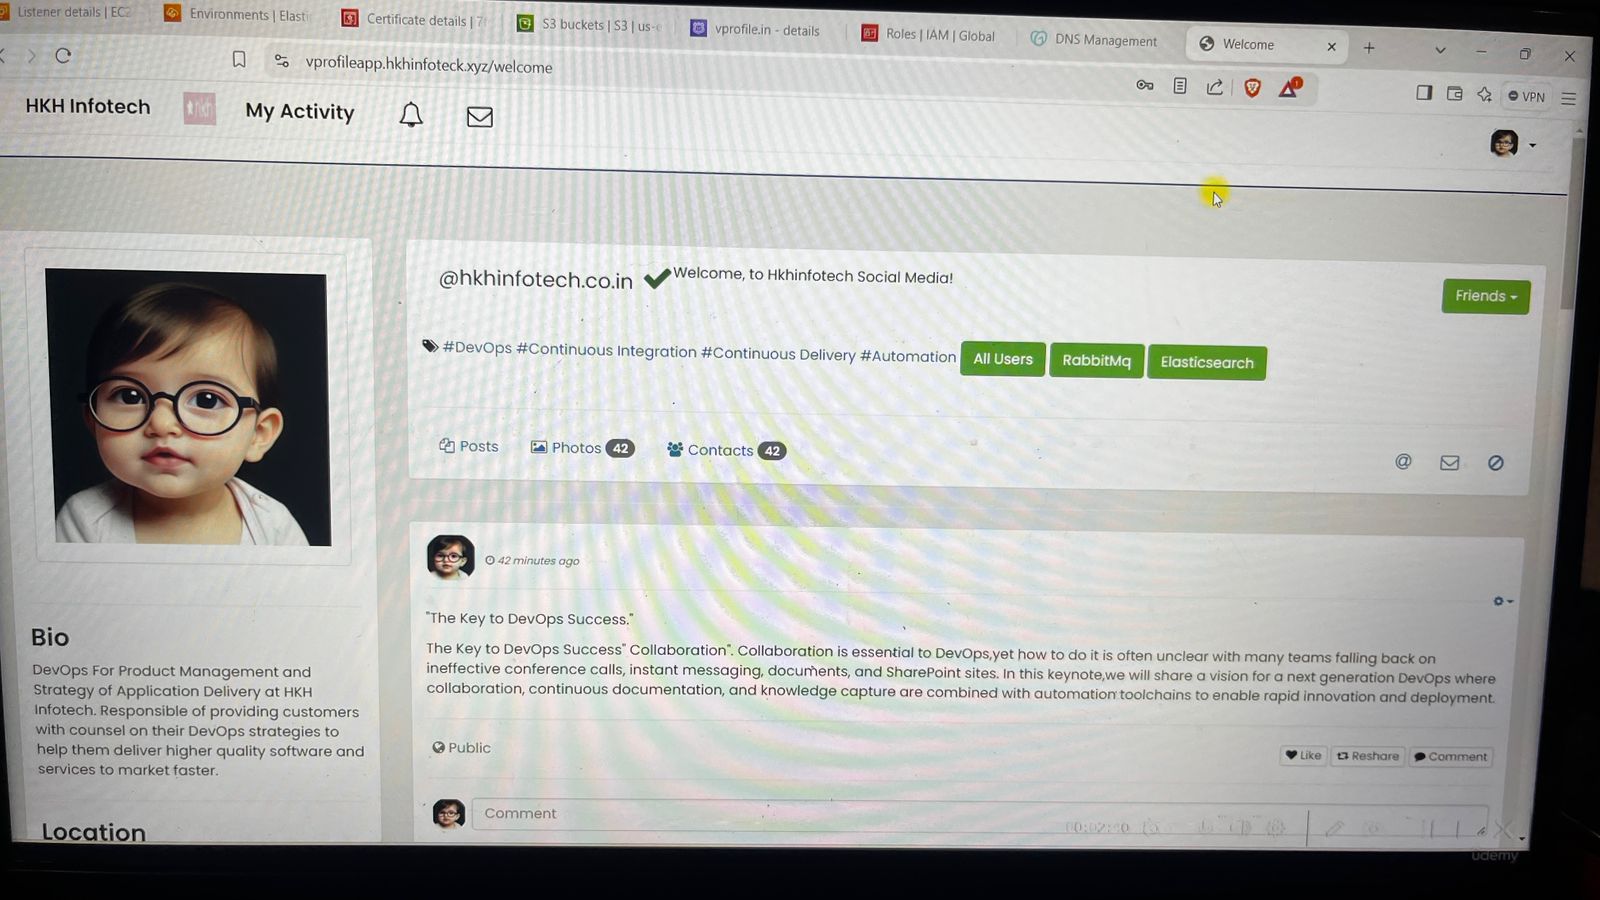 Listener details | EC2
Environments | Elasti
Certificate details | 7f
S3 buckets | S3 | us-e
vprofile.in - details
Roles | IAM | Global
DNS Management
Welcome
vprofileapp.hkhinfoteck.xyz/welcome
VPN
HKH Infotech
My Activity
@hkhinfotech.co.in
Welcome, to Hkhinfotech Social Media!
Friends
#DevOps #Continuous Integration #Continuous Delivery #Automation
All Users
RabbitMq
Elasticsearch
Posts
Photos 42
Contacts 42
42 minutes ago
"The Key to DevOps Success."
The Key to DevOps Success" Collaboration". Collaboration is essential to DevOps,yet how to do it is often unclear with many teams falling back on
ineffective conference calls, instant messaging, documents, and SharePoint sites. In this keynote,we will share a vision for a next generation DevOps where
collaboration, continuous documentation, and knowledge capture are combined with automation toolchains to enable rapid innovation and deployment.
Public
Like
Reshare
Comment
Comment
Bio
DevOps For Product Management and
Strategy of Application Delivery at HKH
Infotech. Responsible of providing customers
with counsel on their DevOps strategies to
help them deliver higher quality software and
services to market faster.
Location
udemy